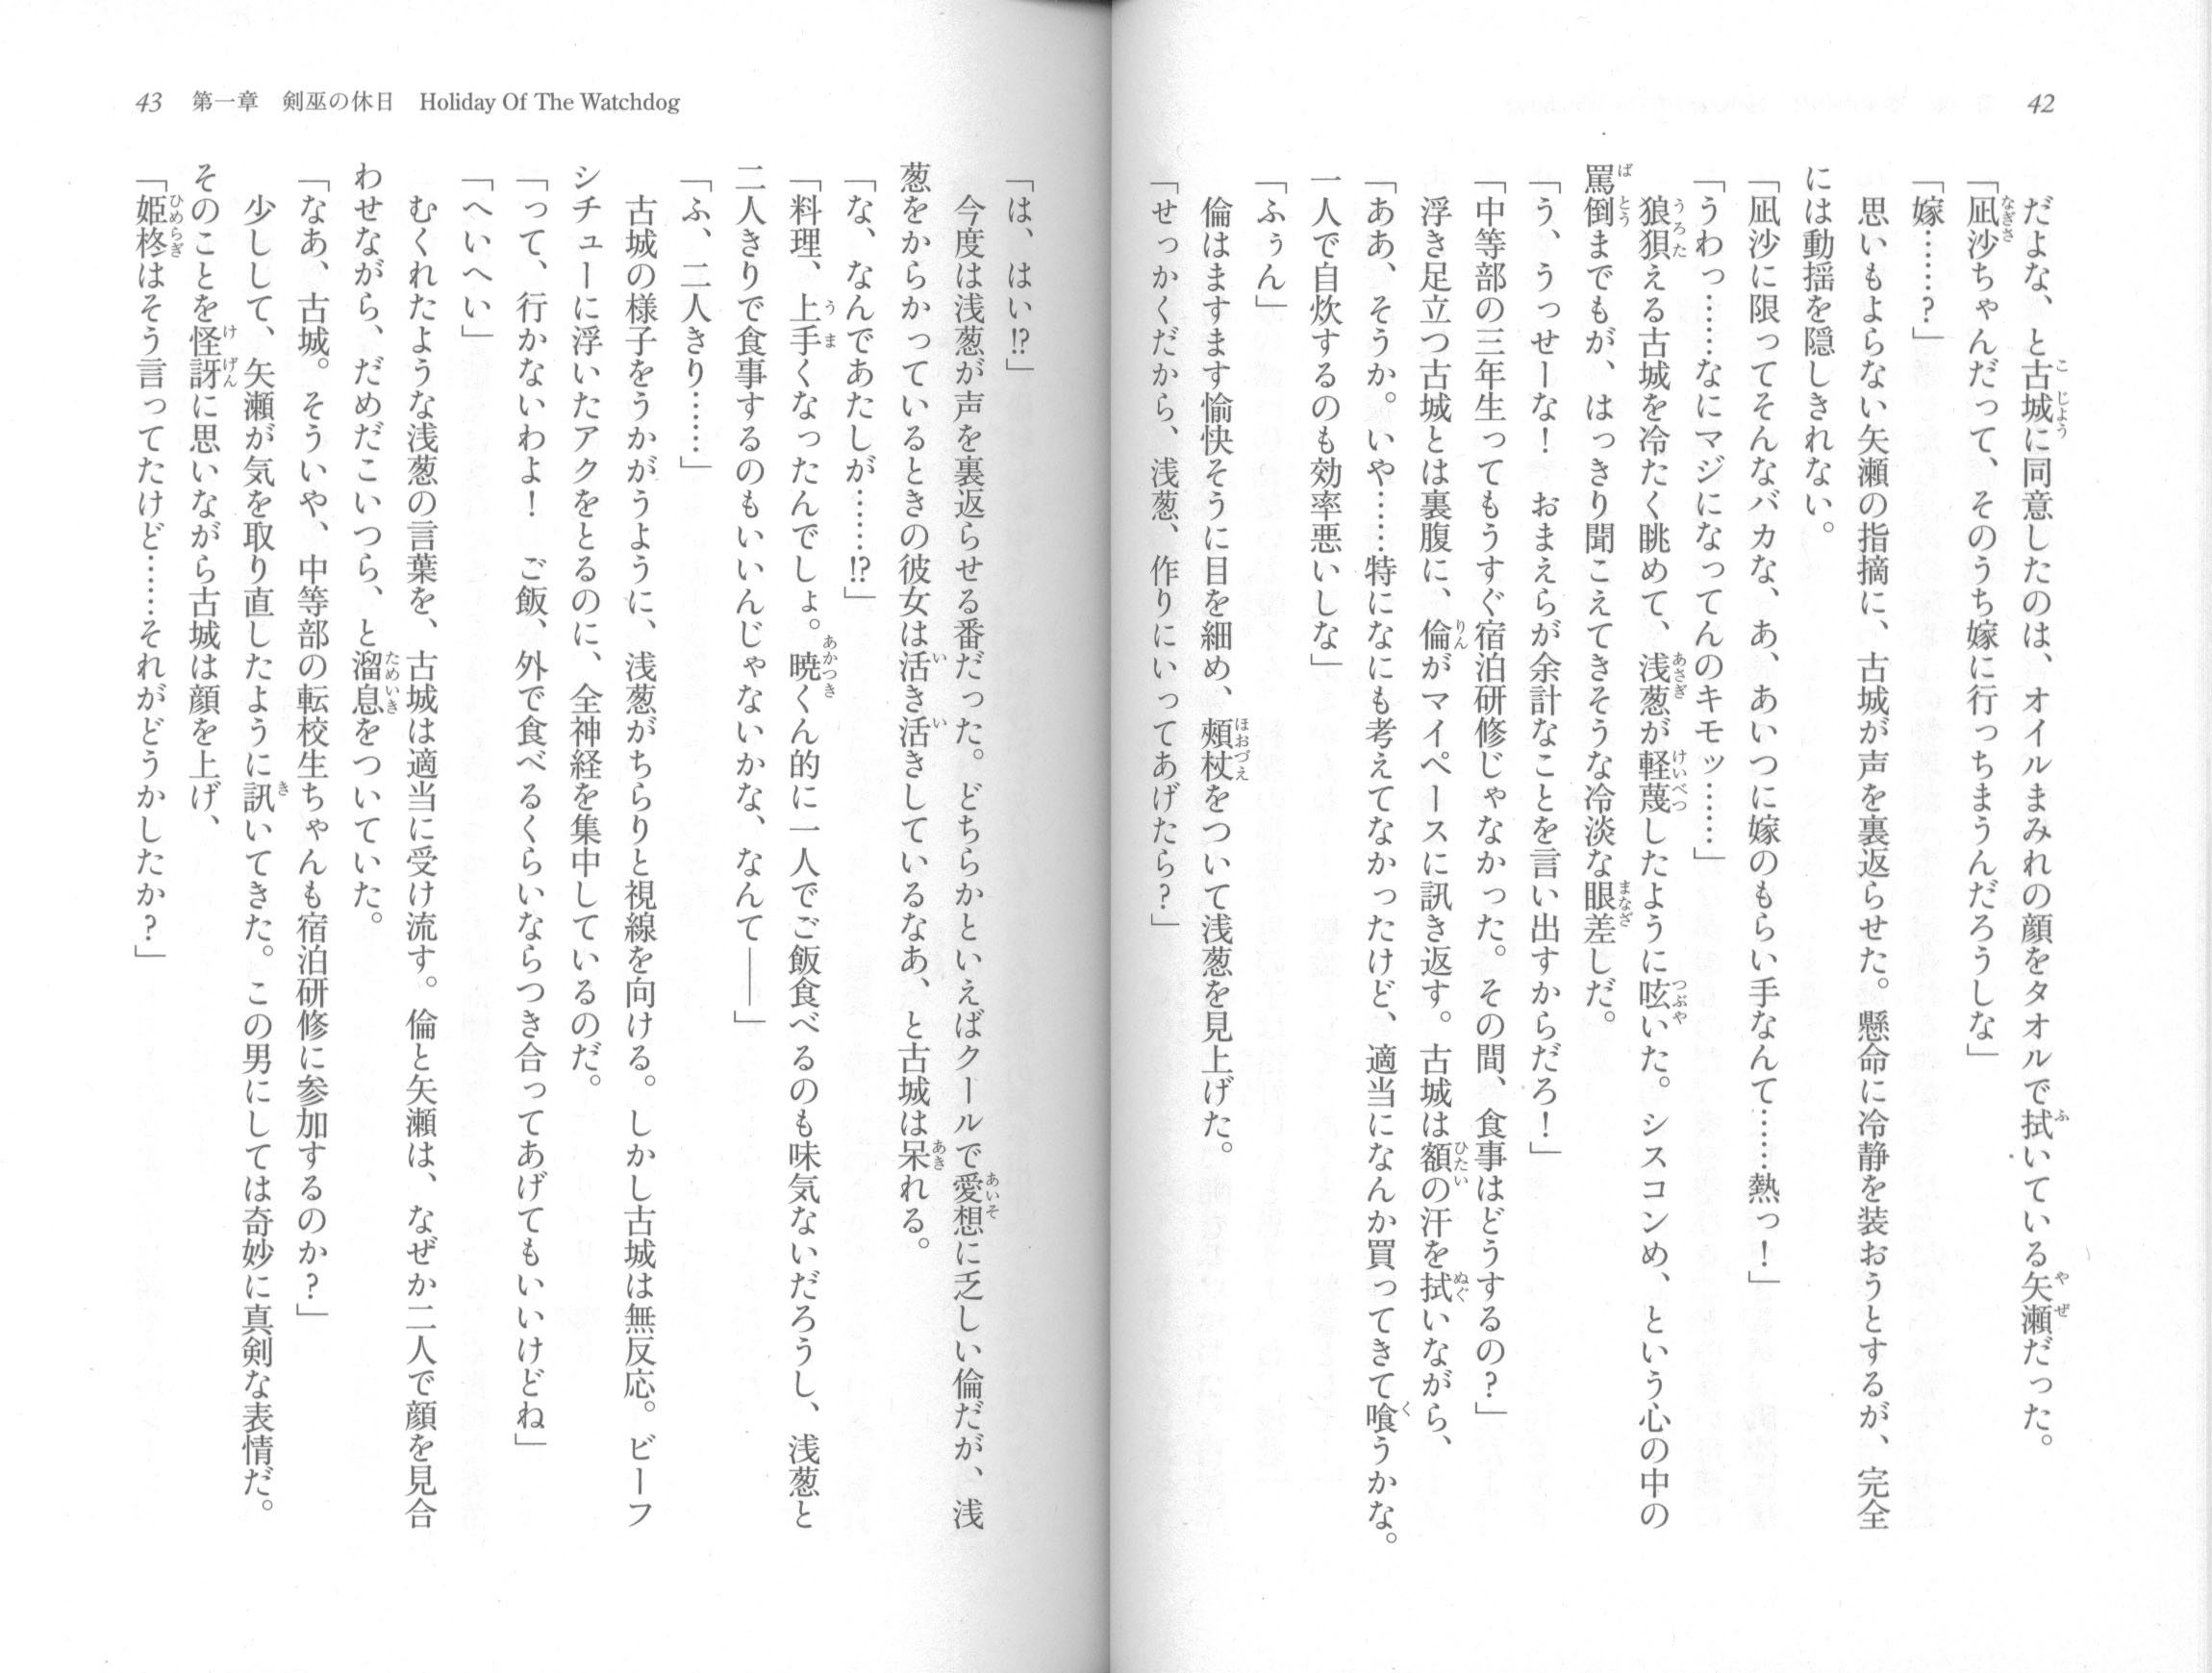 42
だよな、と古城に同意したのは、オイルまみれの顔をタオルで拭いている矢瀬だった。
「凪沙ちゃんだって、そのうち嫁に行っちまうんだろうしな」
「嫁……？」
思いもよらない矢瀬の指摘に、古城が声を裏返らせた。懸命に冷静を装おうとするが、完全
には動揺を隠しきれない。
「凪沙に限ってそんなバカな、あ、あいつに嫁のもらい手なんて……熱っ！」
「うわっ……なにマジになってんのキモッ……」
狼狽える古城を冷たく眺めて、浅葱が軽蔑したように呟いた。シスコンめ、という心の中の
罵倒までもが、はっきり聞こえてきそうな冷淡な眼差しだ。
「う、うっせーな！　おまえらが余計なことを言い出すからだろ！」
「中等部の三年生ってもうすぐ宿泊研修じゃなかった。その間、食事はどうするの？」
浮き足立つ古城とは裏腹に、倫がマイペースに訊き返す。古城は額の汗を拭いながら、
「ああ、そうか。いや……特になにも考えてなかったけど、適当になんか買ってきて喰うかな。
一人で自炊するのも効率悪いしな」
「ふぅん」
倫はますます愉快そうに目を細め、頰杖をついて浅葱を見上げた。
「せっかくだから、浅葱、作りにいってあげたら？」
43　第一章　剣巫の休日　Holiday Of The Watchdog
「は、はい⁉」
今度は浅葱が声を裏返らせる番だった。どちらかといえばクールで愛想に乏しい倫だが、浅
葱をからかっているときの彼女は活き活きしているなあ、と古城は呆れる。
「な、なんであたしが……⁉」
「料理、上手くなったんでしょ。暁くん的に一人でご飯食べるのも味気ないだろうし、浅葱と
二人きりで食事するのもいいんじゃないかな、なんて――」
「ふ、二人きり……」
古城の様子をうかがうように、浅葱がちらりと視線を向ける。しかし古城は無反応。ビーフ
シチューに浮いたアクをとるのに、全神経を集中しているのだ。
「って、行かないわよ！　ご飯、外で食べるくらいならつき合ってあげてもいいけどね」
「へいへい」
むくれたような浅葱の言葉を、古城は適当に受け流す。倫と矢瀬は、なぜか二人で顔を見合
わせながら、だめだこいつら、と溜息をついていた。
「なあ、古城。そういや、中等部の転校生ちゃんも宿泊研修に参加するのか？」
少しして、矢瀬が気を取り直したように訊いてきた。この男にしては奇妙に真剣な表情だ。
そのことを怪訝に思いながら古城は顔を上げ、
「姫柊はそう言ってたけど……それがどうかしたか？」